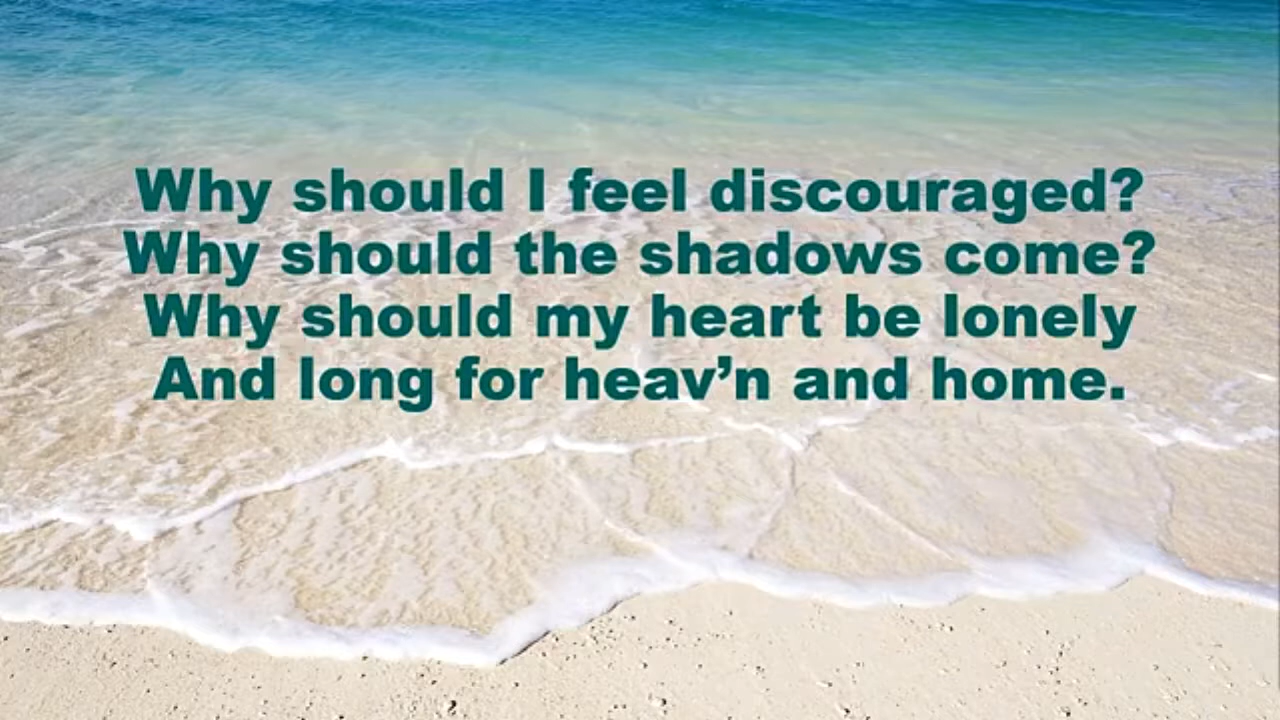 Why should I feel discouraged?
Why should the shadows come?
Why should my heart be lonely
And long for heav’n and home.